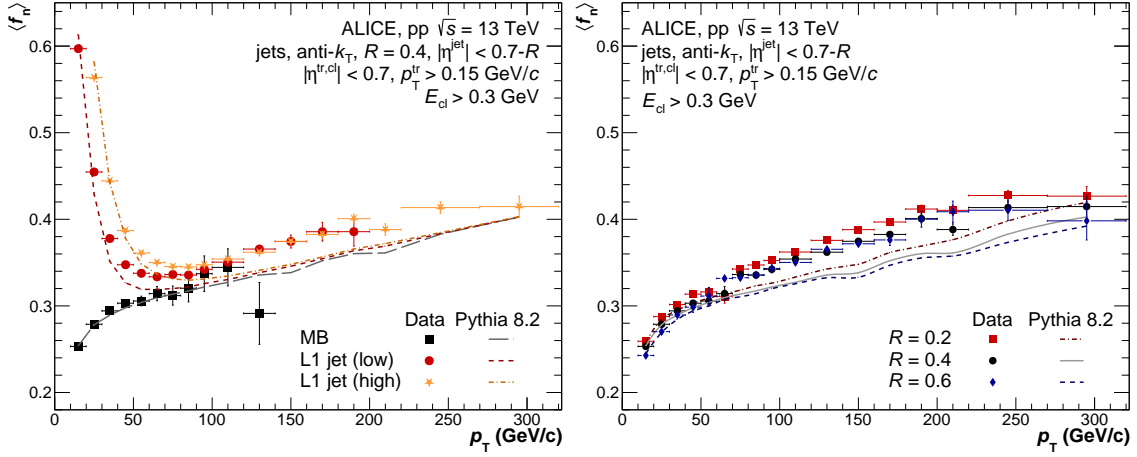 ⟨f_n⟩
ALICE, pp √s = 13 TeV
jets, anti-k_T, R = 0.4, |η^jet| < 0.7-R
|η^tr,cl| < 0.7, p_T^tr > 0.15 GeV/c
E_cl > 0.3 GeV
0.6
0.5
0.4
0.3
0.2
Data Pythia 8.2
MB
L1 jet (low)
L1 jet (high)
0 50 100 150 200 250 300
p_T (GeV/c)
⟨f_n⟩
ALICE, pp √s = 13 TeV
jets, anti-k_T, |η^jet| < 0.7-R
|η^tr,cl| < 0.7, p_T^tr > 0.15 GeV/c
E_cl > 0.3 GeV
0.6
0.5
0.4
0.3
0.2
Data Pythia 8.2
R = 0.2
R = 0.4
R = 0.6
0 50 100 150 200 250 300
p_T (GeV/c)